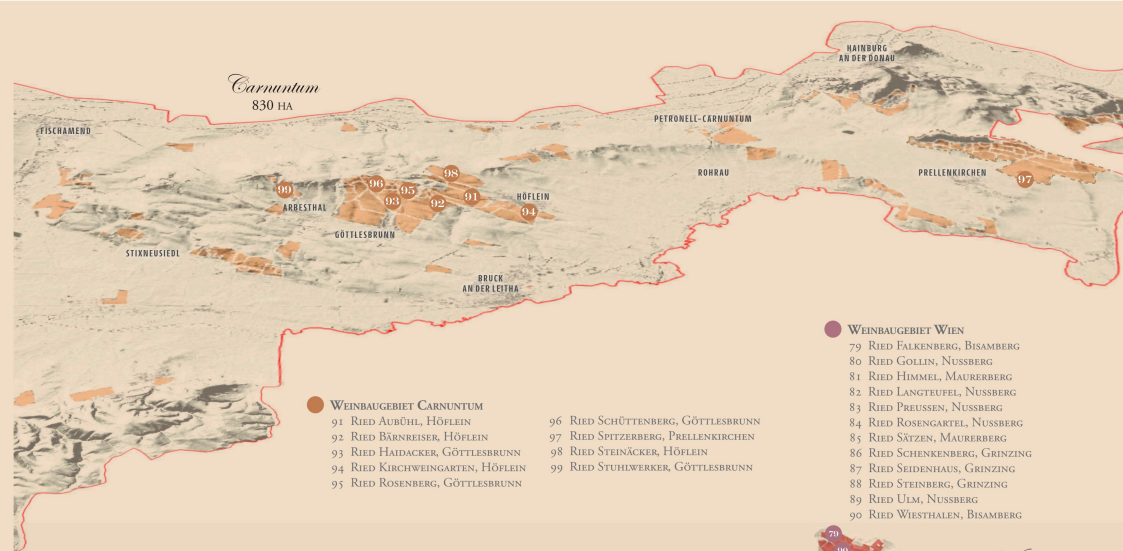 HAINBURG
AN DER DONAU
Carnuntum
830 HA
FISCHAMEND
PETRONELL-CARNUNTUM
ROHRAU
PRELLENKIRCHEN
97
98
96
95
99
91
93
92
HÖFLEIN
94
ARBESTHAL
GÖTTLESBRUNN
STIXNEUSIEDL
BRUCK
AN DER LEITHA
WEINBAUGEBIET CARNUNTUM
91 RIED AUBÜHL, HÖFLEIN
92 RIED BÄRNREISER, HÖFLEIN
93 RIED HAIDACKER, GÖTTLESBRUNN
94 RIED KIRCHWEINGARTEN, HÖFLEIN
95 RIED ROSENBERG, GÖTTLESBRUNN
96 RIED SCHÜTTENBERG, GÖTTLESBRUNN
97 RIED SPITZERBERG, PRELLENKIRCHEN
98 RIED STEINÄCKER, HÖFLEIN
99 RIED STUHLWERKER, GÖTTLESBRUNN
WEINBAUGEBIET WIEN
79 RIED FALKENBERG, BISAMBERG
80 RIED GOLLIN, NUSSBERG
81 RIED HIMMEL, MAURERBERG
82 RIED LANGTEUFEL, NUSSBERG
83 RIED PREUSSEN, NUSSBERG
84 RIED ROSENGARTEL, NUSSBERG
85 RIED SÄTZEN, MAURERBERG
86 RIED SCHENKENBERG, GRINZING
87 RIED SEIDENHAUS, GRINZING
88 RIED STEINBERG, GRINZING
89 RIED ULM, NUSSBERG
90 RIED WIESTHALEN, BISAMBERG
79
90